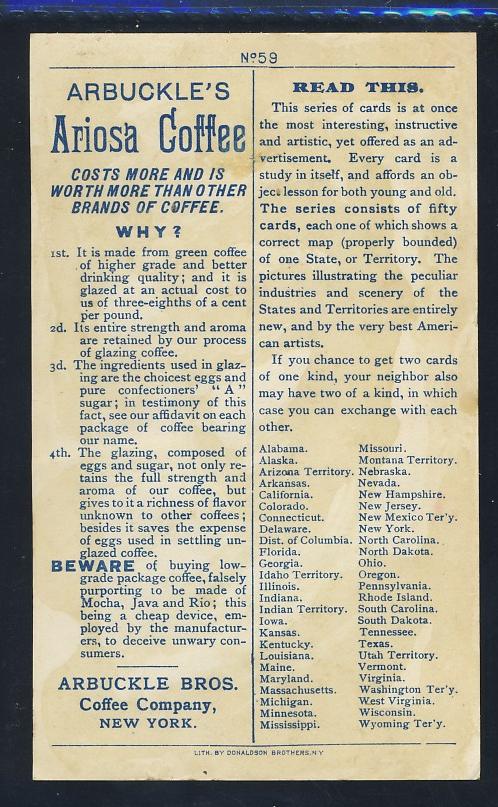 No 59
ARBUCKLE'S
Ariosa Coffee
COSTS MORE AND IS
WORTH MORE THAN OTHER
BRANDS OF COFFEE.
WHY?
1st. It is made from green coffee
of higher grade and better
drinking quality; and it is
glazed at an actual cost to
us of three-eighths of a cent
per pound.
2d. Its entire strength and aroma
are retained by our process
of glazing coffee.
3d. The ingredients used in glaz-
ing are the choicest eggs and
pure confectioners' "A"
sugar; in testimony of this
fact, see our affidavit on each
package of coffee bearing
our name.
4th. The glazing, composed of
eggs and sugar, not only re-
tains the full strength and
aroma of our coffee, but
gives to it a richness of flavor
unknown to other coffees;
besides it saves the expense
of eggs used in settling un-
glazed coffee.
BEWARE of buying low-
grade package coffee, falsely
purporting to be made of
Mocha, Java and Rio; this
being a cheap device, em-
ployed by the manufactur-
ers, to deceive unwary con-
sumers.
ARBUCKLE BROS.
Coffee Company,
NEW YORK.
READ THIS.
This series of cards is at once
the most interesting, instructive
and artistic, yet offered as an ad-
vertisement. Every card is a
study in itself, and affords an ob-
ject lesson for both young and old.
The series consists of fifty
cards, each one of which shows a
correct map (properly bounded)
of one State, or Territory. The
pictures illustrating the peculiar
industries and scenery of the
States and Territories are entirely
new, and by the very best Ameri-
can artists.
If you chance to get two cards
of one kind, your neighbor also
may have two of a kind, in which
case you can exchange with each
other.
Alabama.
Alaska.
Arizona Territory.
Arkansas.
California.
Colorado.
Connecticut.
Delaware.
Dist. of Columbia.
Florida.
Georgia.
Idaho Territory.
Illinois.
Indiana.
Indian Territory.
Iowa.
Kansas.
Kentucky.
Louisiana.
Maine.
Maryland.
Massachusetts.
Michigan.
Minnesota.
Mississippi.
Missouri.
Montana Territory.
Nebraska.
Nevada.
New Hampshire.
New Jersey.
New Mexico Ter'y.
New York.
North Carolina.
North Dakota.
Ohio.
Oregon.
Pennsylvania.
Rhode Island.
South Carolina.
South Dakota.
Tennessee.
Texas.
Utah Territory.
Vermont.
Virginia.
Washington Ter'y.
West Virginia.
Wisconsin.
Wyoming Ter'y.
LITH. BY DONALDSON BROTHERS, N.Y